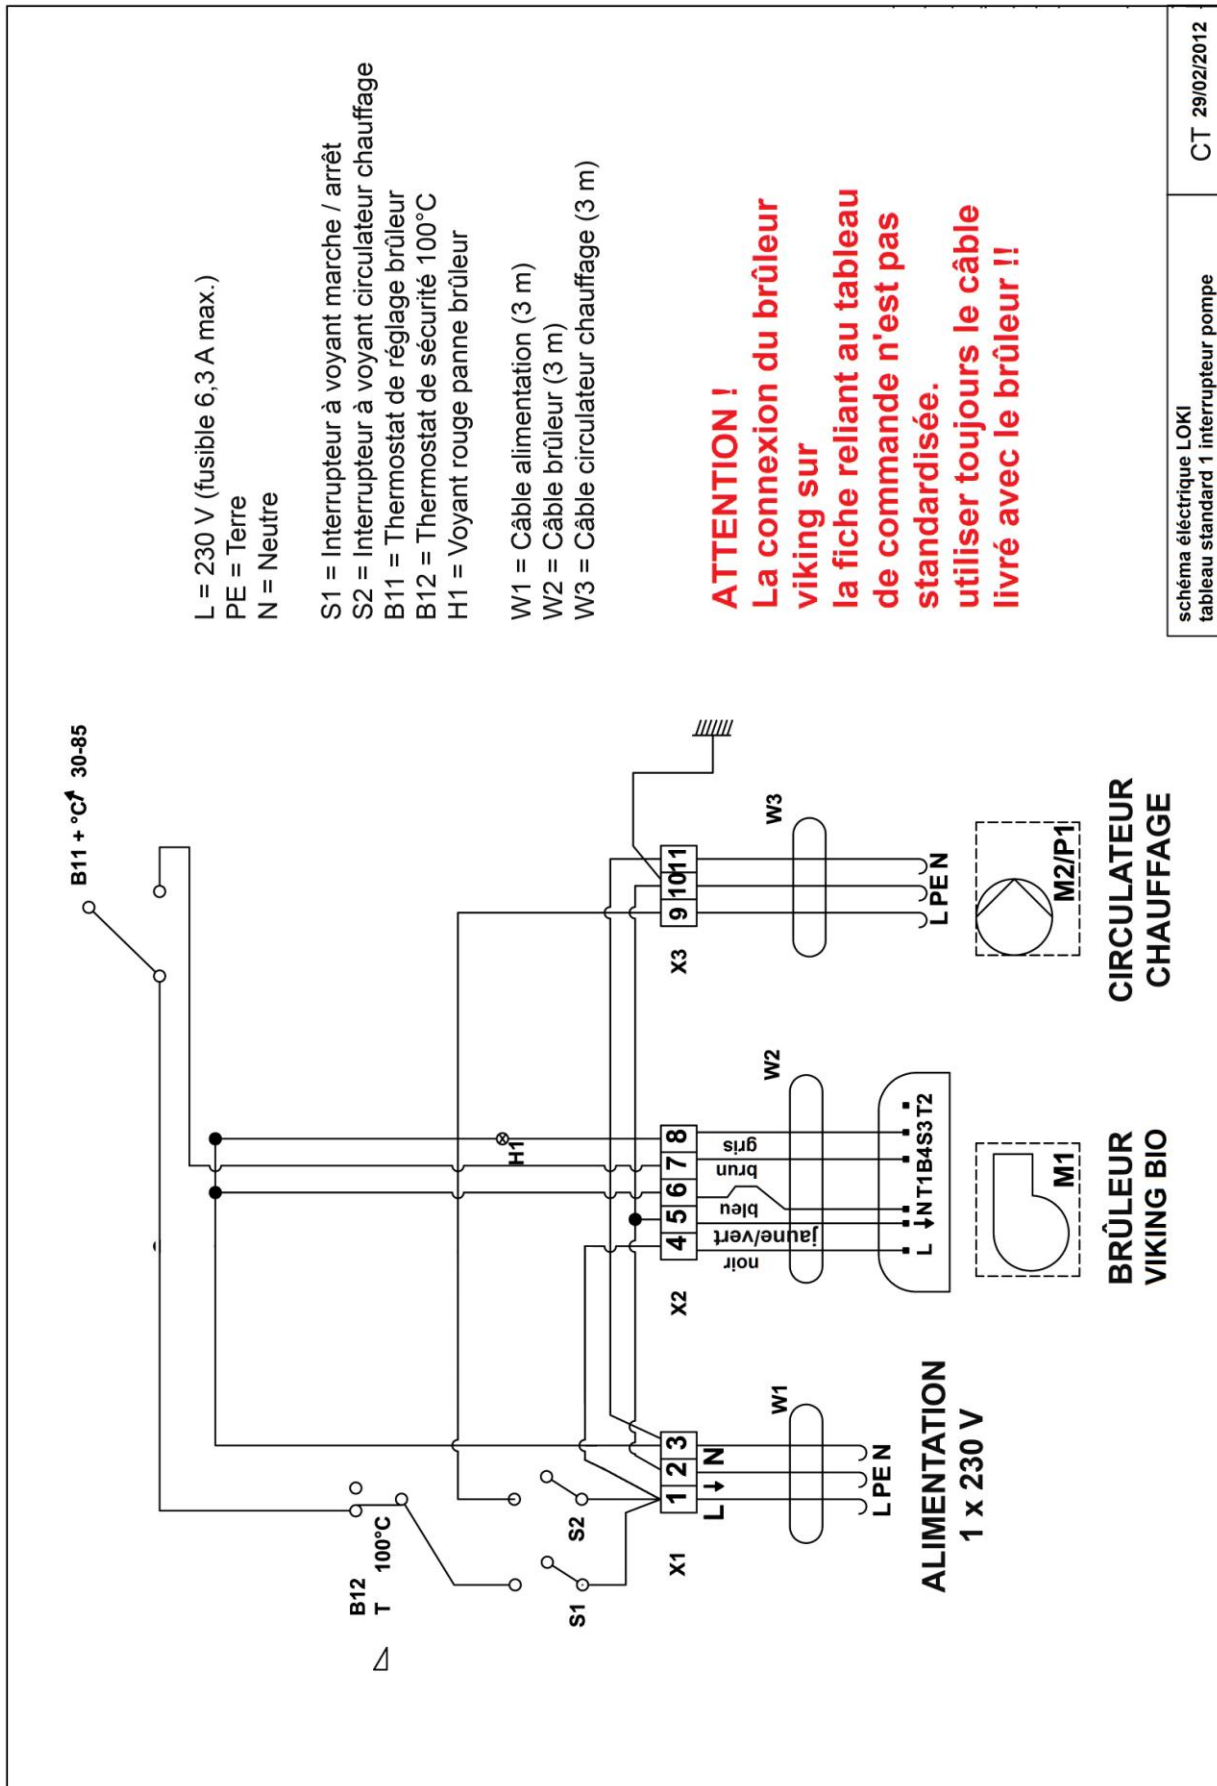 B11 + °C 30-85
B12
T 100°C
S1
S2
H1
X1
L
N
1 2 3
X2
4 5 6 7 8
noir
jaune/vert
bleu
brun
gris
X3
9 10 11
W1
W2
W3
L PE N
L N T1 B4 S3 T2
L PE N
M1
M2/P1
ALIMENTATION
1 x 230 V
BRÛLEUR
VIKING BIO
CIRCULATEUR
CHAUFFAGE
L = 230 V (fusible 6,3 A max.)
PE = Terre
N = Neutre
S1 = Interrupteur à voyant marche / arrêt
S2 = Interrupteur à voyant circulateur chauffage
B11 = Thermostat de réglage brûleur
B12 = Thermostat de sécurité 100°C
H1 = Voyant rouge panne brûleur
W1 = Câble alimentation (3 m)
W2 = Câble brûleur (3 m)
W3 = Câble circulateur chauffage (3 m)
ATTENTION !
La connexion du brûleur
viking sur
la fiche reliant au tableau
de commande n'est pas
standardisée.
utiliser toujours le câble
livré avec le brûleur !!
schéma éléctrique LOKI
tableau standard 1 interrupteur pompe
CT 29/02/2012